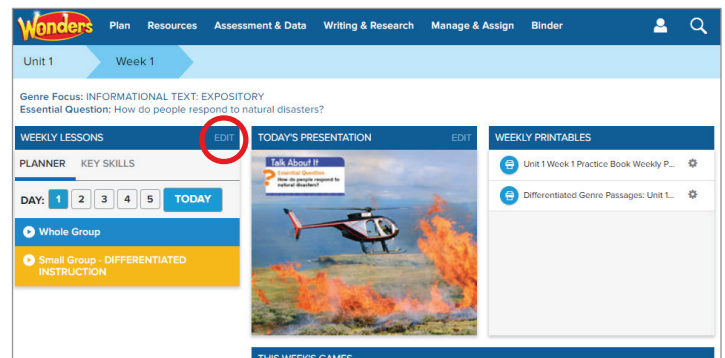 Wonders Plan Resources Assessment & Data Writing & Research Manage & Assign Binder
Unit 1 Week 1
Genre Focus: INFORMATIONAL TEXT: EXPOSITORY
Essential Question: How do people respond to natural disasters?
WEEKLY LESSONS EDIT
PLANNER KEY SKILLS
DAY: 1 2 3 4 5 TODAY
Whole Group
Small Group - DIFFERENTIATED
INSTRUCTION
TODAY'S PRESENTATION EDIT
Talk About It
Essential Question
How do people respond to
natural disasters?
WEEKLY PRINTABLES
Unit 1 Week 1 Practice Book Weekly P...
Differentiated Genre Passages: Unit 1...
THIS WEEK'S GAMES